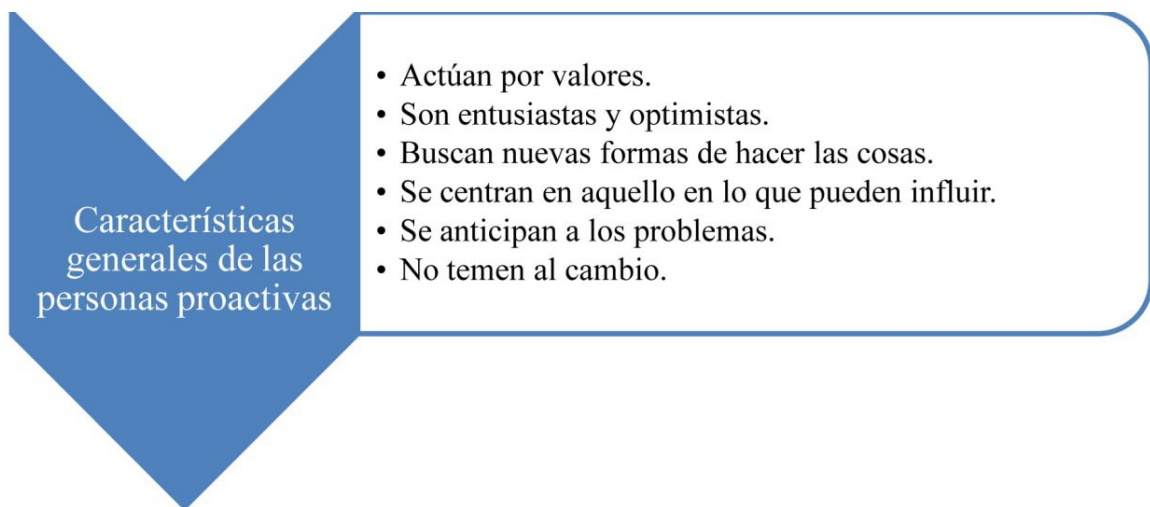 Características
generales de las
personas proactivas
• Actúan por valores.
• Son entusiastas y optimistas.
• Buscan nuevas formas de hacer las cosas.
• Se centran en aquello en lo que pueden influir.
• Se anticipan a los problemas.
• No temen al cambio.